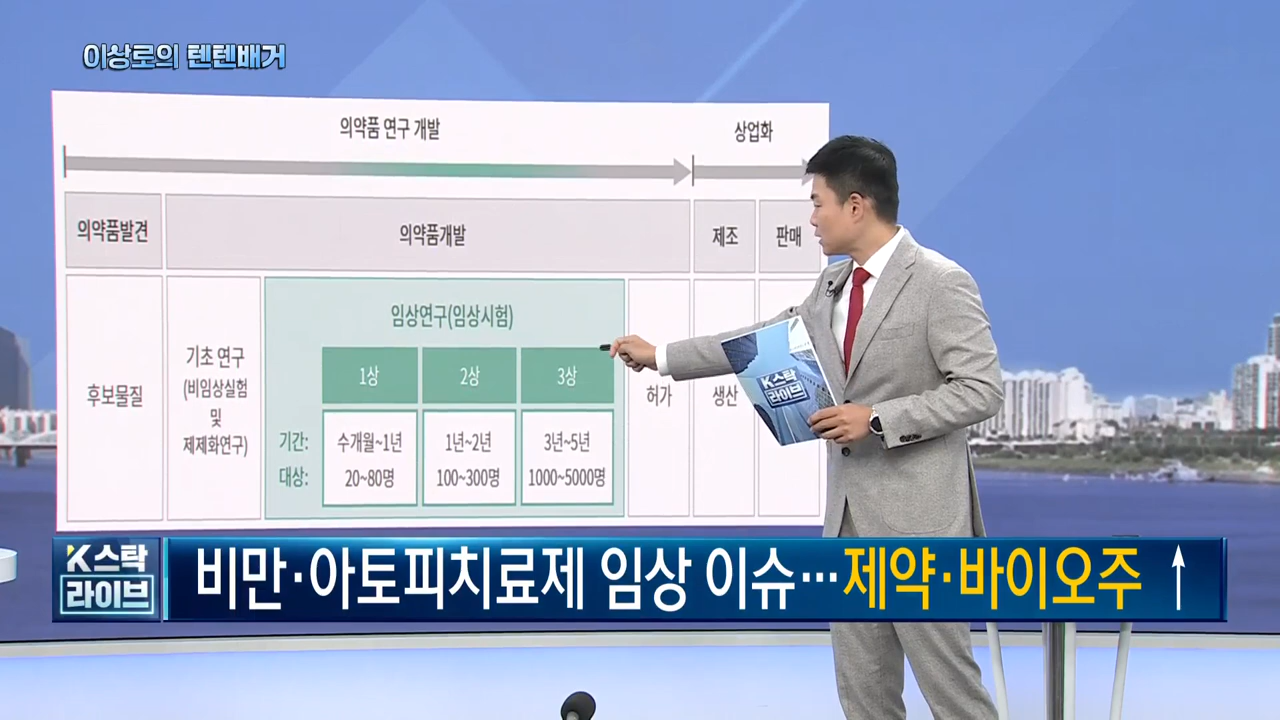 이상로의 텐텐배거
의약품 연구 개발
상업화
의약품발견
의약품개발
제조
판매
후보물질
기초 연구
(비임상실험
및
제제화연구)
임상연구(임상시험)
1상
2상
3상
기간:
수개월~1년
1년~2년
3년~5년
대상:
20~80명
100~300명
1000~5000명
허가
생산
K스탁
라이브
K스탁
라이브
비만·아토피치료제 임상 이슈…제약·바이오주↑